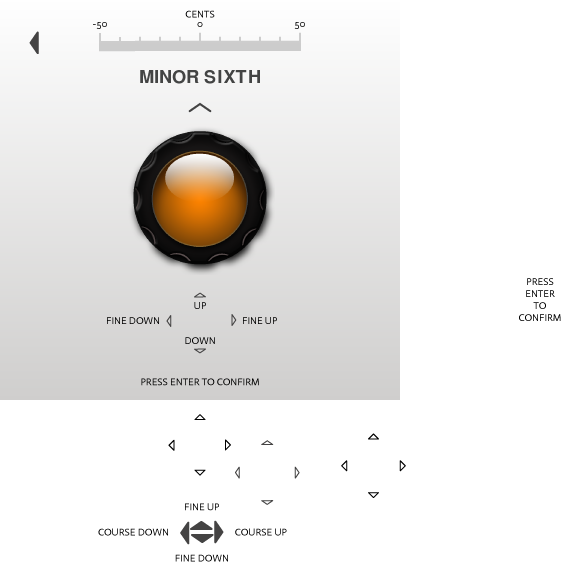 CENTS
-50 0 50
MINOR SIXTH
UP
FINE DOWN FINE UP
DOWN
PRESS ENTER TO CONFIRM
PRESS
ENTER
TO
CONFIRM
FINE UP
COURSE DOWN COURSE UP
FINE DOWN